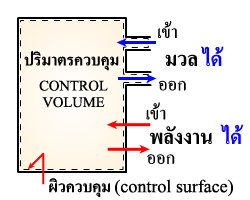 เข้า
ปริมาตรควบคุม
มวล ได้
CONTROL
VOLUME
ออก
เข้า
พลังงาน ได้
ออก
ผิวควบคุม (control surface)